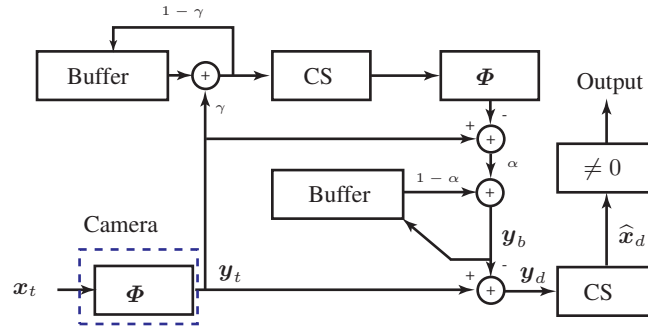 1 − γ
Buffer
+
CS
Φ
Output
γ
-
+
+
≠ 0
α
Buffer
1 − α
+
Camera
y_b
x̂_d
-
x_t
Φ
y_t
+
+
y_d
CS